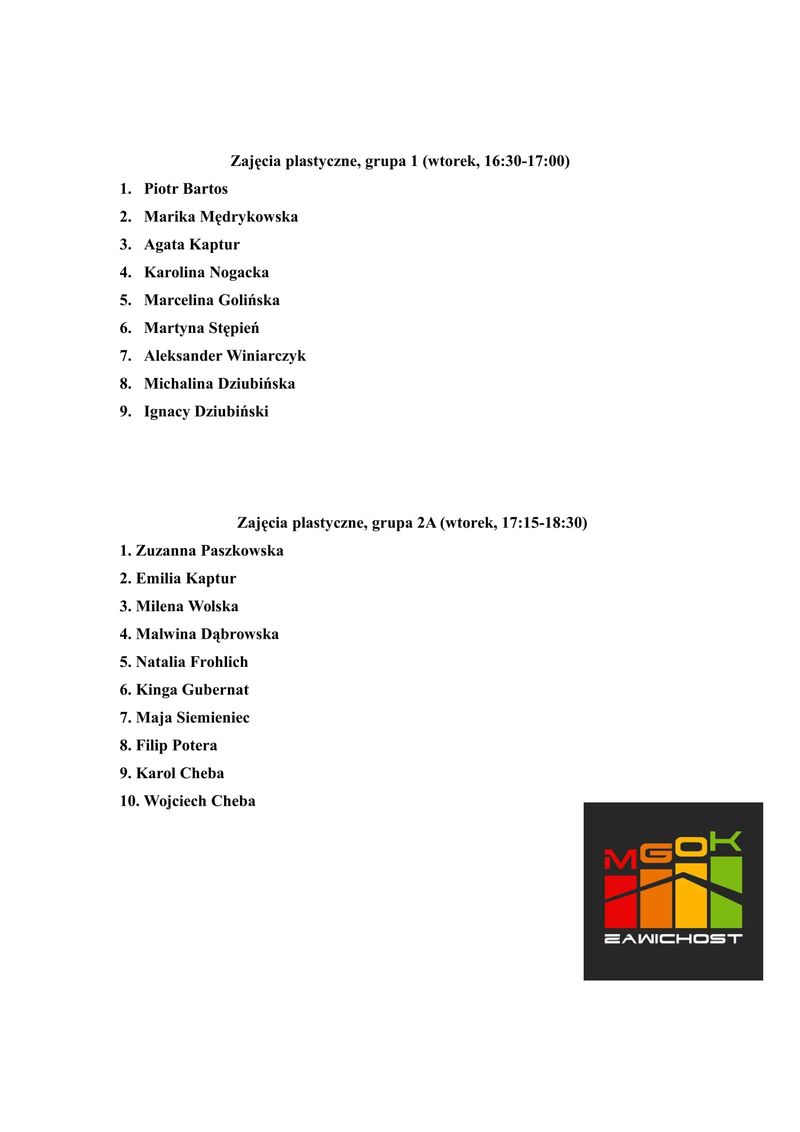 Zajęcia plastyczne, grupa 1 (wtorek, 16:30-17:00)
1. Piotr Bartos
2. Marika Mędrykowska
3. Agata Kaptur
4. Karolina Nogacka
5. Marcelina Golińska
6. Martyna Stępień
7. Aleksander Winiarczyk
8. Michalina Dziubińska
9. Ignacy Dziubiński
Zajęcia plastyczne, grupa 2A (wtorek, 17:15-18:30)
1. Zuzanna Paszkowska
2. Emilia Kaptur
3. Milena Wolska
4. Malwina Dąbrowska
5. Natalia Frohlich
6. Kinga Gubernat
7. Maja Siemieniec
8. Filip Potera
9. Karol Cheba
10. Wojciech Cheba
MGOK
ZAWICHOST